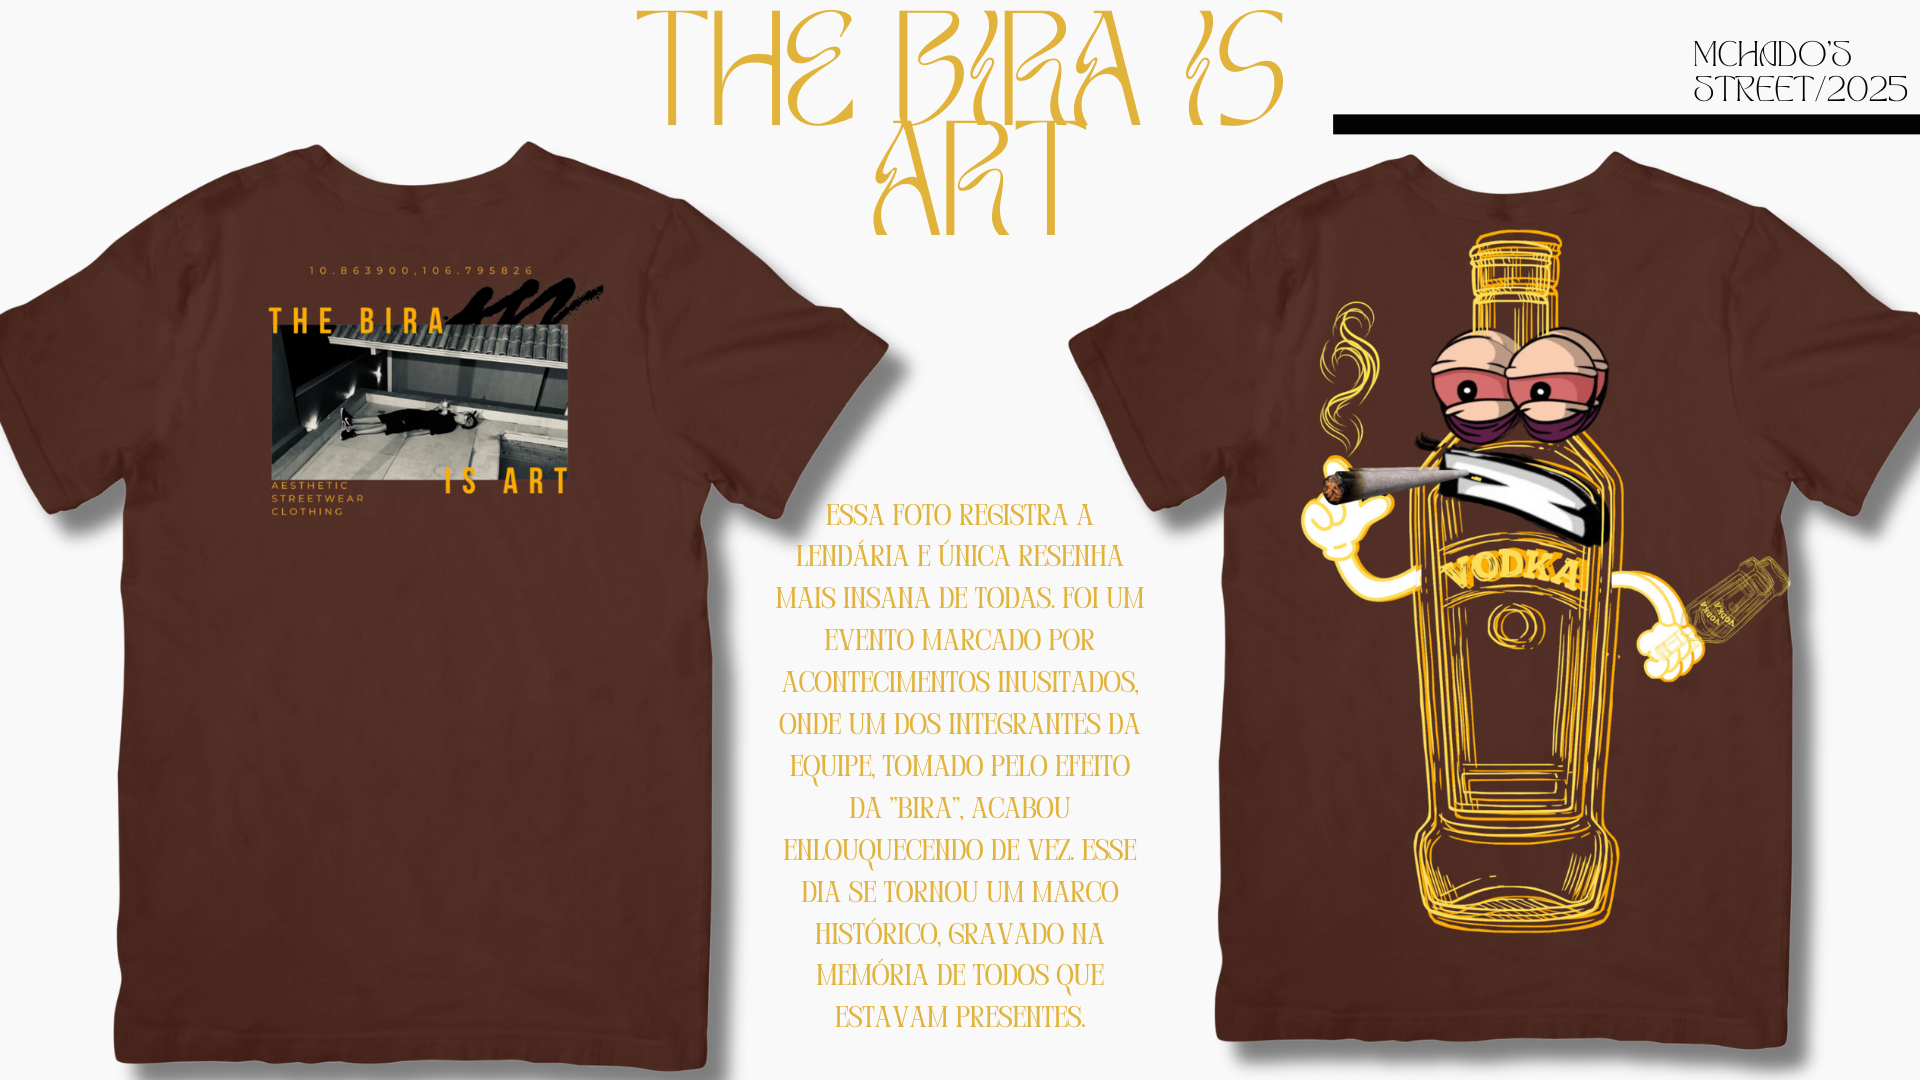 THE BIRA IS
ART
MCHADO'S
STREET/2025
10.863900,106.795826
THE BIRA
IS ART
AESTHETIC
STREETWEAR
CLOTHING
ESSA FOTO REGISTRA A
LENDÁRIA E ÚNICA RESENHA
MAIS INSANA DE TODAS. FOI UM
EVENTO MARCADO POR
ACONTECIMENTOS INUSITADOS,
ONDE UM DOS INTEGRANTES DA
EQUIPE, TOMADO PELO EFEITO
DA "BIRA", ACABOU
ENLOUQUECENDO DE VEZ. ESSE
DIA SE TORNOU UM MARCO
HISTÓRICO, GRAVADO NA
MEMÓRIA DE TODOS QUE
ESTAVAM PRESENTES.
VODKA
VODKA
VODKA